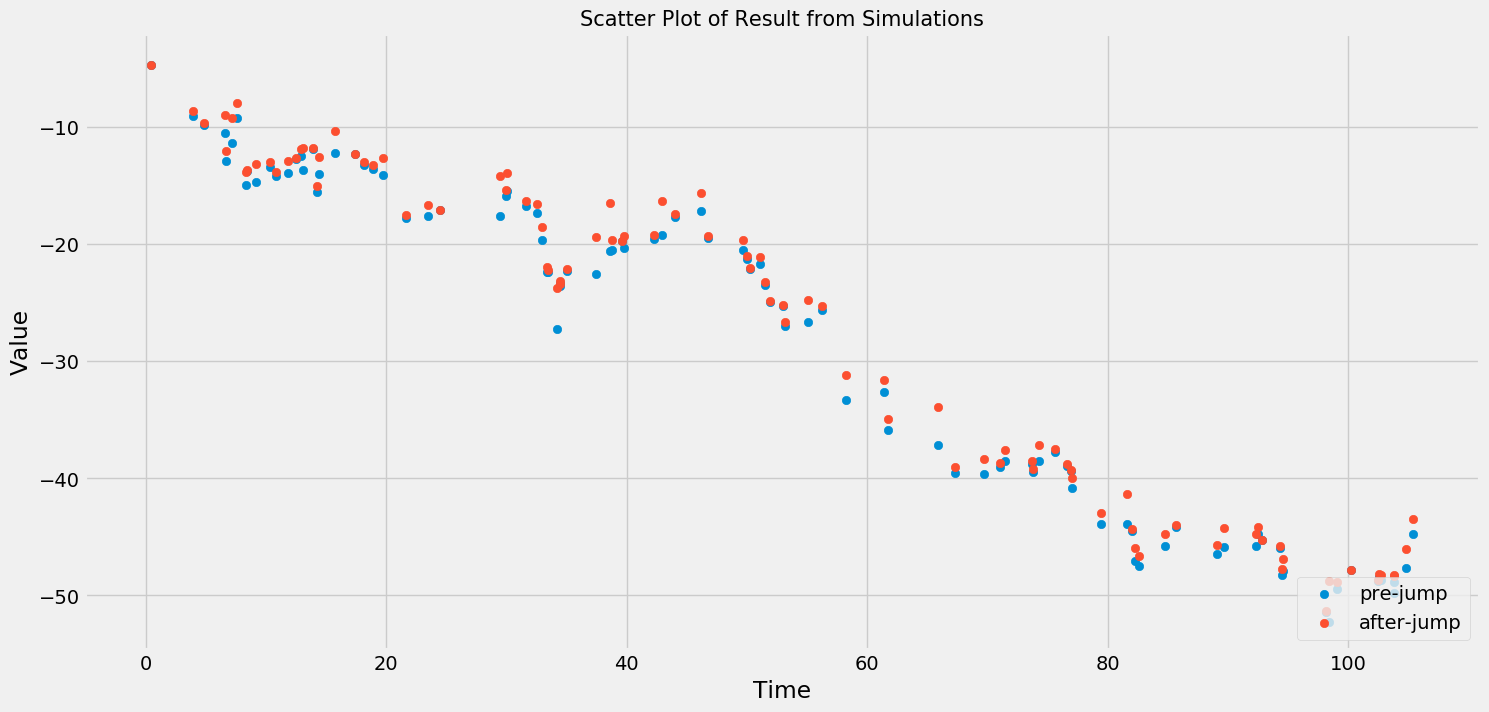 Scatter Plot of Result from Simulations
Value
−10
−20
−30
−40
−50
pre-jump
after-jump
0 20 40 60 80 100
Time